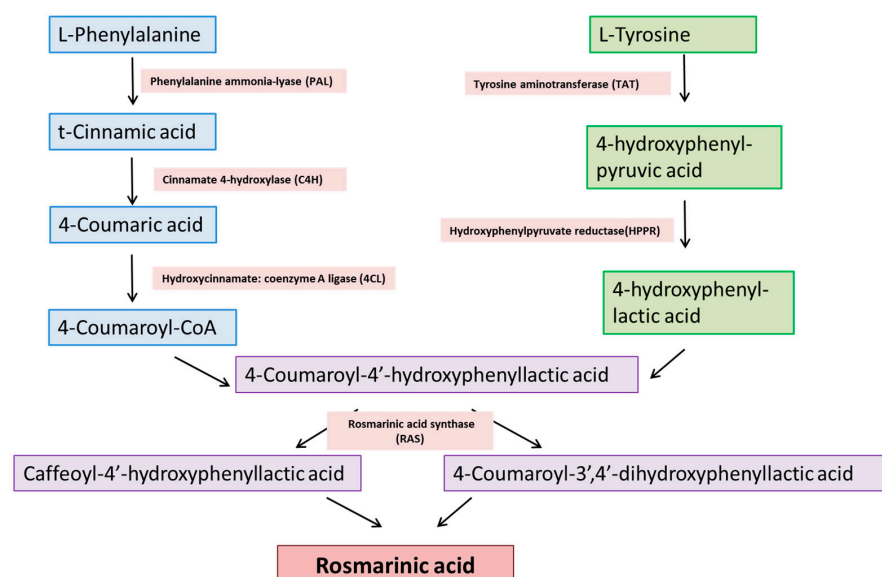 L-Phenylalanine
L-Tyrosine
Phenylalanine ammonia-lyase (PAL)
Tyrosine aminotransferase (TAT)
t-Cinnamic acid
4-hydroxyphenyl-
pyruvic acid
Cinnamate 4-hydroxylase (C4H)
4-Coumaric acid
Hydroxyphenylpyruvate reductase(HPPR)
Hydroxycinnamate: coenzyme A ligase (4CL)
4-hydroxyphenyl-
lactic acid
4-Coumaroyl-CoA
4-Coumaroyl-4’-hydroxyphenyllactic acid
Rosmarinic acid synthase
(RAS)
Caffeoyl-4’-hydroxyphenyllactic acid
4-Coumaroyl-3’,4’-dihydroxyphenyllactic acid
Rosmarinic acid